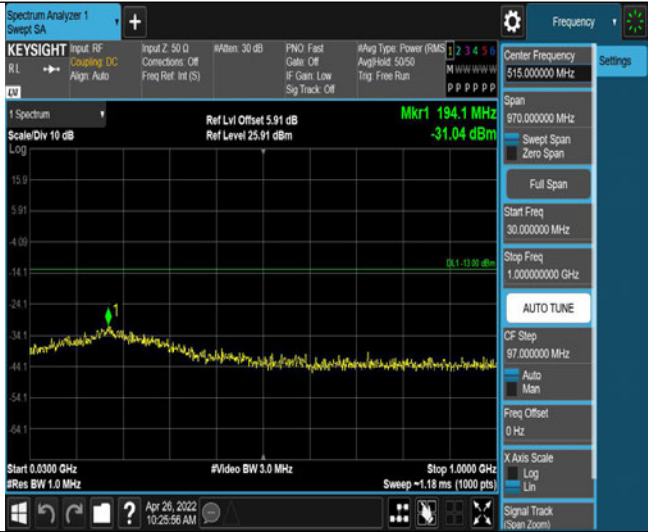 Spectrum Analyzer 1
Swept SA
Frequency
KEYSIGHT
RL
Input: RF
Coupling: DC
Align: Auto
Input Z: 50 Ω
Corrections: Off
Freq Ref: Int (S)
#Atten: 30 dB
PNO: Fast
Gate: Off
IF Gain: Low
Sig Track: Off
#Avg Type: Power (RMS
Avg|Hold: 50/50
Trig: Free Run
1 2 3 4 5 6
M W W W W W
P P P P P P
Center Frequency
515.000000 MHz
Settings
Span
970.000000 MHz
Swept Span
Zero Span
Full Span
Start Freq
30.000000 MHz
Stop Freq
1.000000000 GHz
AUTO TUNE
CF Step
97.000000 MHz
Auto
Man
Freq Offset
0 Hz
X Axis Scale
Log
Lin
Signal Track
(Span Zoom)
1 Spectrum
Scale/Div 10 dB
Ref Lvl Offset 5.91 dB
Ref Level 25.91 dBm
Mkr1 194.1 MHz
-31.04 dBm
Log
15.9
5.91
-4.09
-14.1
-24.1
-34.1
-44.1
-54.1
-64.1
DL1 -13.00 dBm
1
Start 0.0300 GHz
#Res BW 1.0 MHz
#Video BW 3.0 MHz
Stop 1.0000 GHz
Sweep ~1.18 ms (1000 pts)
?
Apr 26, 2022
10:25:56 AM